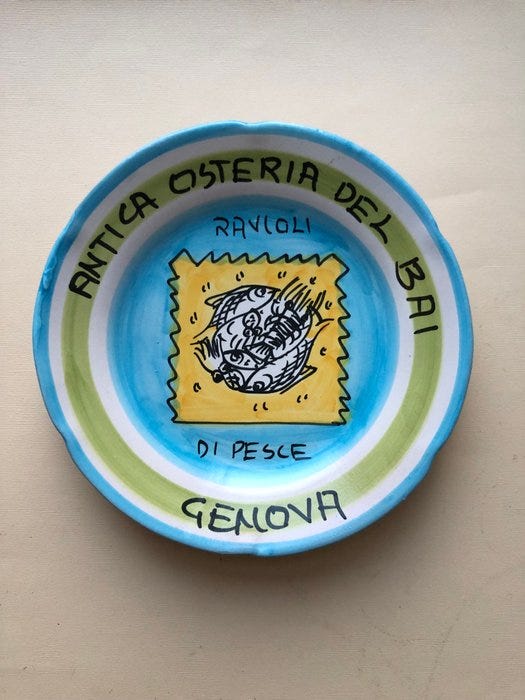 ANTICA OSTERIA DEL BAI
RAVIOLI
DI PESCE
GENOVA